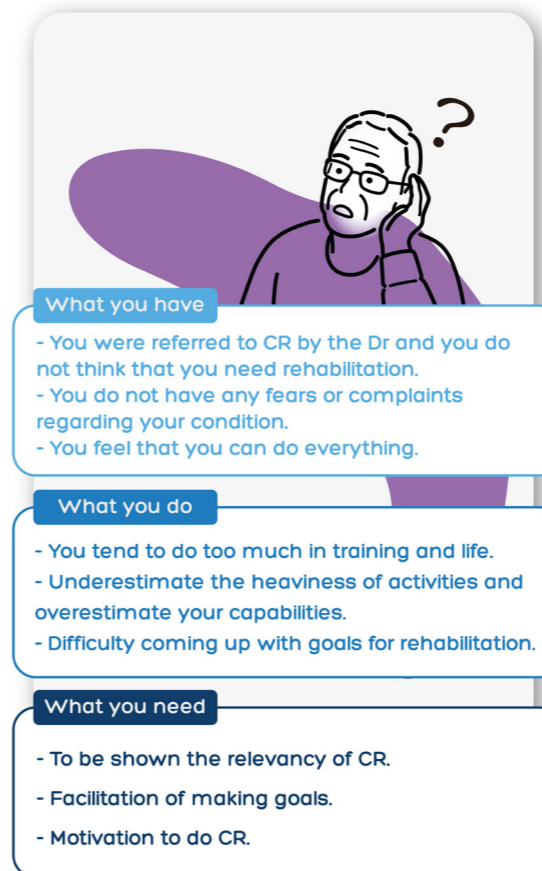 ?
What you have
- You were referred to CR by the Dr and you do
not think that you need rehabilitation.
- You do not have any fears or complaints
regarding your condition.
- You feel that you can do everything.
What you do
- You tend to do too much in training and life.
- Underestimate the heaviness of activities and
overestimate your capabilities.
- Difficulty coming up with goals for rehabilitation.
What you need
- To be shown the relevancy of CR.
- Facilitation of making goals.
- Motivation to do CR.